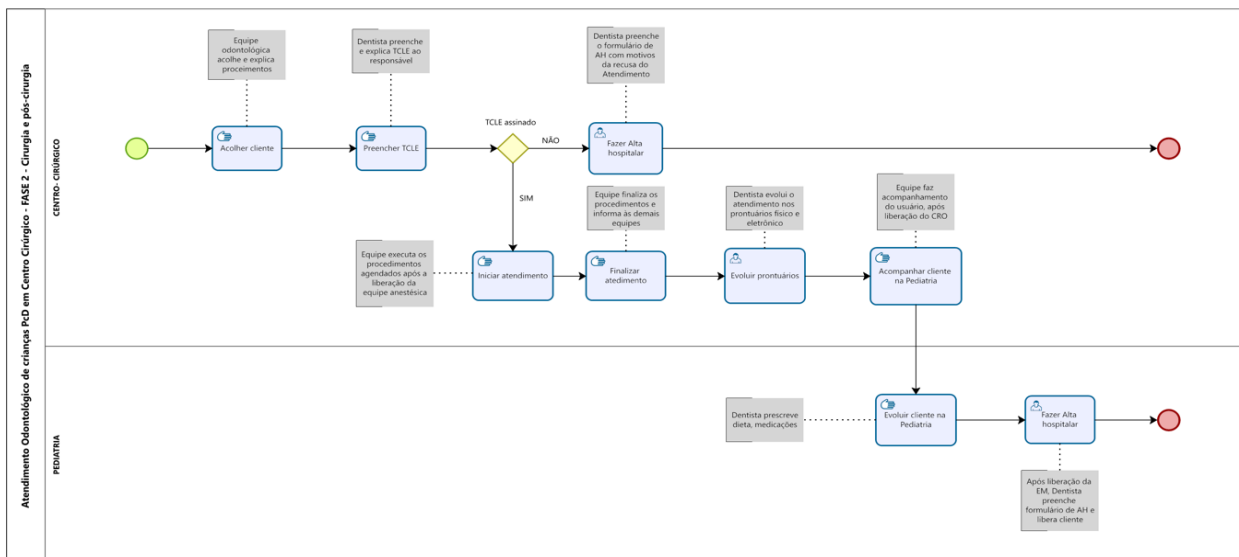 Atendimento Odontológico de crianças PcD em Centro Cirúrgico - FASE 2 - Cirurgia e pós-cirurgia
CENTRO- CIRÚRGICO
Equipe
odontológica
acolhe e explica
proceimentos
Dentista preenche
e explica TCLE ao
responsável
Dentista preenche
o formulário de
AH com motivos
da recusa do
Atendimento
Acolher cliente
Preencher TCLE
TCLE assinado
NÃO
Fazer Alta
hospitalar
SIM
Equipe finaliza os
procedimentos e
informa às demais
equipes
Dentista evolui o
atendimento nos
prontuários físico e
eletrônico
Equipe faz
acompanhamento
do usuário, após
liberação do CRO
Equipe executa os
procedimentos
agendados após a
liberação da
equipe anestésica
Iniciar atendimento
Finalizar
atedimento
Evoluir prontuários
Acompanhar cliente
na Pediatria
PEDIATRIA
Dentista prescreve
dieta, medicações
Evoluir cliente na
Pediatria
Fazer Alta
hospitalar
Após liberação da
EM, Dentista
preenche
formulário de AH e
libera cliente